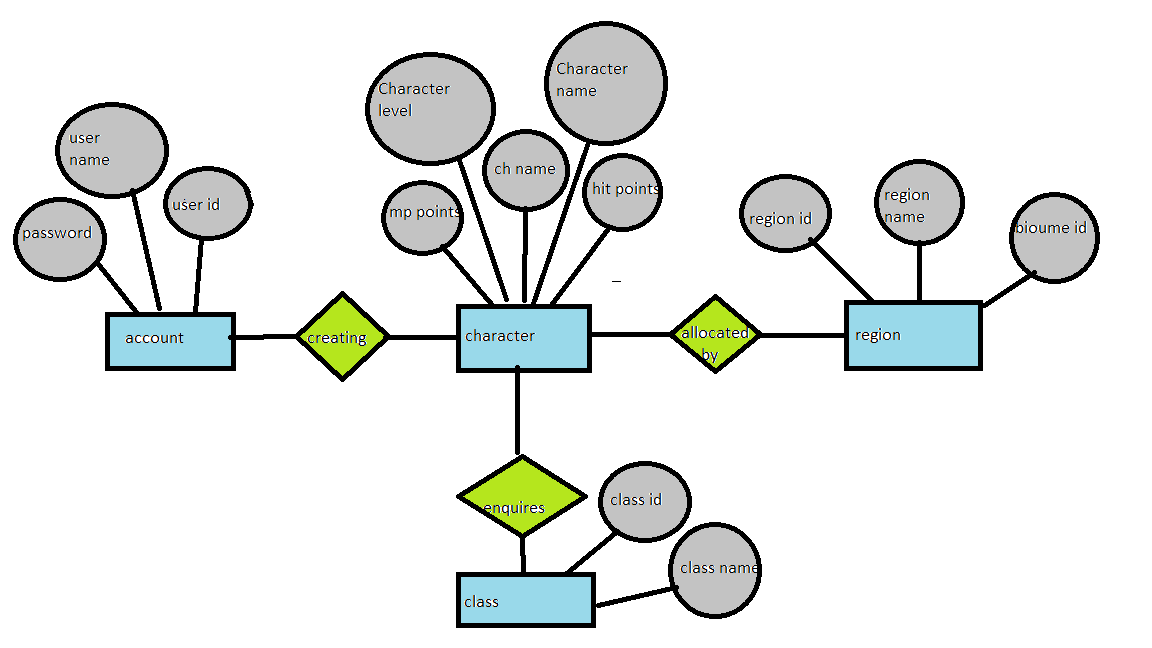 Character
name
Character
level
user
name
ch name
hit points
user id
mp points
region id
region
name
bioume id
password
account
creating
character
allocated
by
region
enquires
class id
class name
class